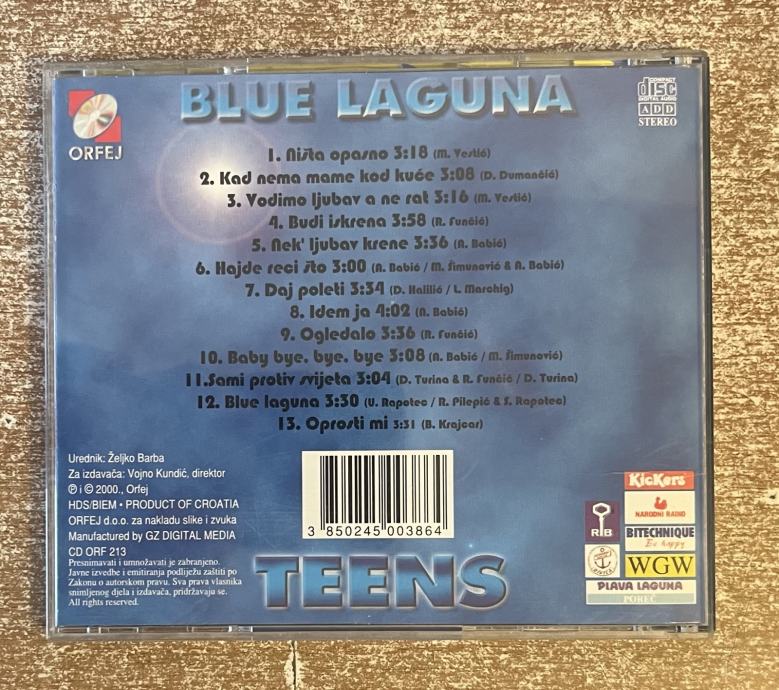 BLUE LAGUNA
ORFEJ
COMPACT
disc
DIGITAL AUDIO
ADD
STEREO
1. Ništa opasno 3:18 (M. Vestić)
2. Kad nema mame kod kuće 3:08 (D. Dumančić)
3. Vodimo ljubav a ne rat 3:16 (M. Vestić)
4. Budi iskrena 3:58 (R. Funčić)
5. Nek' ljubav krene 3:36 (A. Babić)
6. Hajde reci što 3:00 (A. Babić / M. Šimunović & A. Babić)
7. Daj poleti 3:34 (D. Halilić / L. Marchig)
8. Idem ja 4:02 (A. Babić)
9. Ogledalo 3:36 (R. Funčić)
10. Baby bye, bye, bye 3:08 (A. Babić / M. Šimunović)
11.Sami protiv svijeta 3:04 (D. Turina & R. Funčić / D. Turina)
12. Blue laguna 3:30 (U. Rapotec / R. Pilepić & S. Rapotec)
13. Oprosti mi 3:31 (B. Krajcar)
Urednik: Željko Barba
Za izdavača: Vojno Kundić, direktor
℗ i © 2000., Orfej
HDS/BIEM • PRODUCT OF CROATIA
ORFEJ d.o.o. za nakladu slike i zvuka
Manufactured by GZ DIGITAL MEDIA
CD ORF 213
Presnimavati i umnožavati je zabranjeno.
Javne izvedbe i emitiranja podliježu zaštiti po
Zakonu o autorskom pravu. Sva prava vlasnika
snimljenog djela i izdavača, pridržavaju se.
All rights reserved.
3 850245 003864
TEENS
KicKers
NARODNI RADIO
RTB
BITECHNIQUE
Be happy
WGW
PLAVA LAGUNA
POREČ